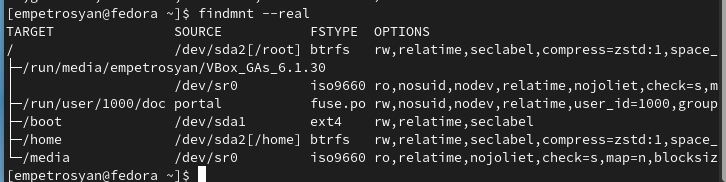 [empetrosyan@fedora ~]$ findmnt --real
TARGET SOURCE FSTYPE OPTIONS
/ /dev/sda2[/root] btrfs rw,relatime,seclabel,compress=zstd:1,space_
├─/run/media/empetrosyan/VBox_GAs_6.1.30
│ /dev/sr0 iso9660 ro,nosuid,nodev,relatime,nojoliet,check=s,m
├─/run/user/1000/doc portal fuse.po rw,nosuid,nodev,relatime,user_id=1000,group
├─/boot /dev/sda1 ext4 rw,relatime,seclabel
├─/home /dev/sda2[/home] btrfs rw,relatime,seclabel,compress=zstd:1,space_
└─/media /dev/sr0 iso9660 ro,relatime,nojoliet,check=s,map=n,blocksiz
[empetrosyan@fedora ~]$